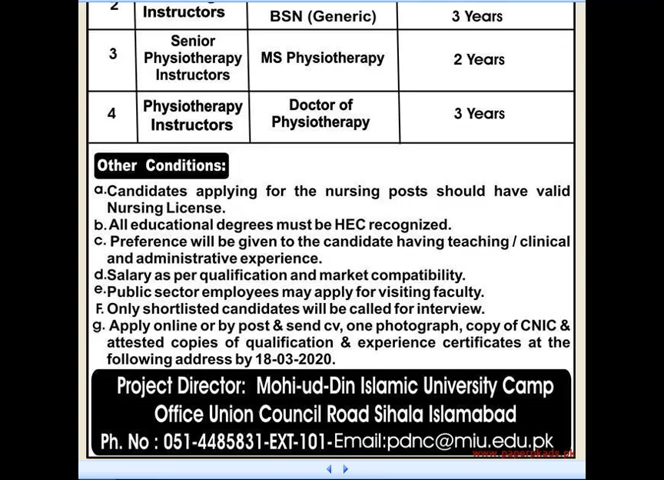 2 Instructors BSN (Generic) 3 Years
Senior
3 Physiotherapy MS Physiotherapy 2 Years
Instructors
4 Physiotherapy Doctor of 3 Years
Instructors Physiotherapy
Other Conditions:
a.Candidates applying for the nursing posts should have valid
Nursing License.
b. All educational degrees must be HEC recognized.
c. Preference will be given to the candidate having teaching / clinical
and administrative experience.
d.Salary as per qualification and market compatibility.
e.Public sector employees may apply for visiting faculty.
F. Only shortlisted candidates will be called for interview.
g. Apply online or by post & send cv, one photograph, copy of CNIC &
attested copies of qualification & experience certificates at the
following address by 18-03-2020.
Project Director: Mohi-ud-Din Islamic University Camp
Office Union Council Road Sihala Islamabad
Ph. No : 051-4485831-EXT-101-Email:pdnc@miu.edu.pk